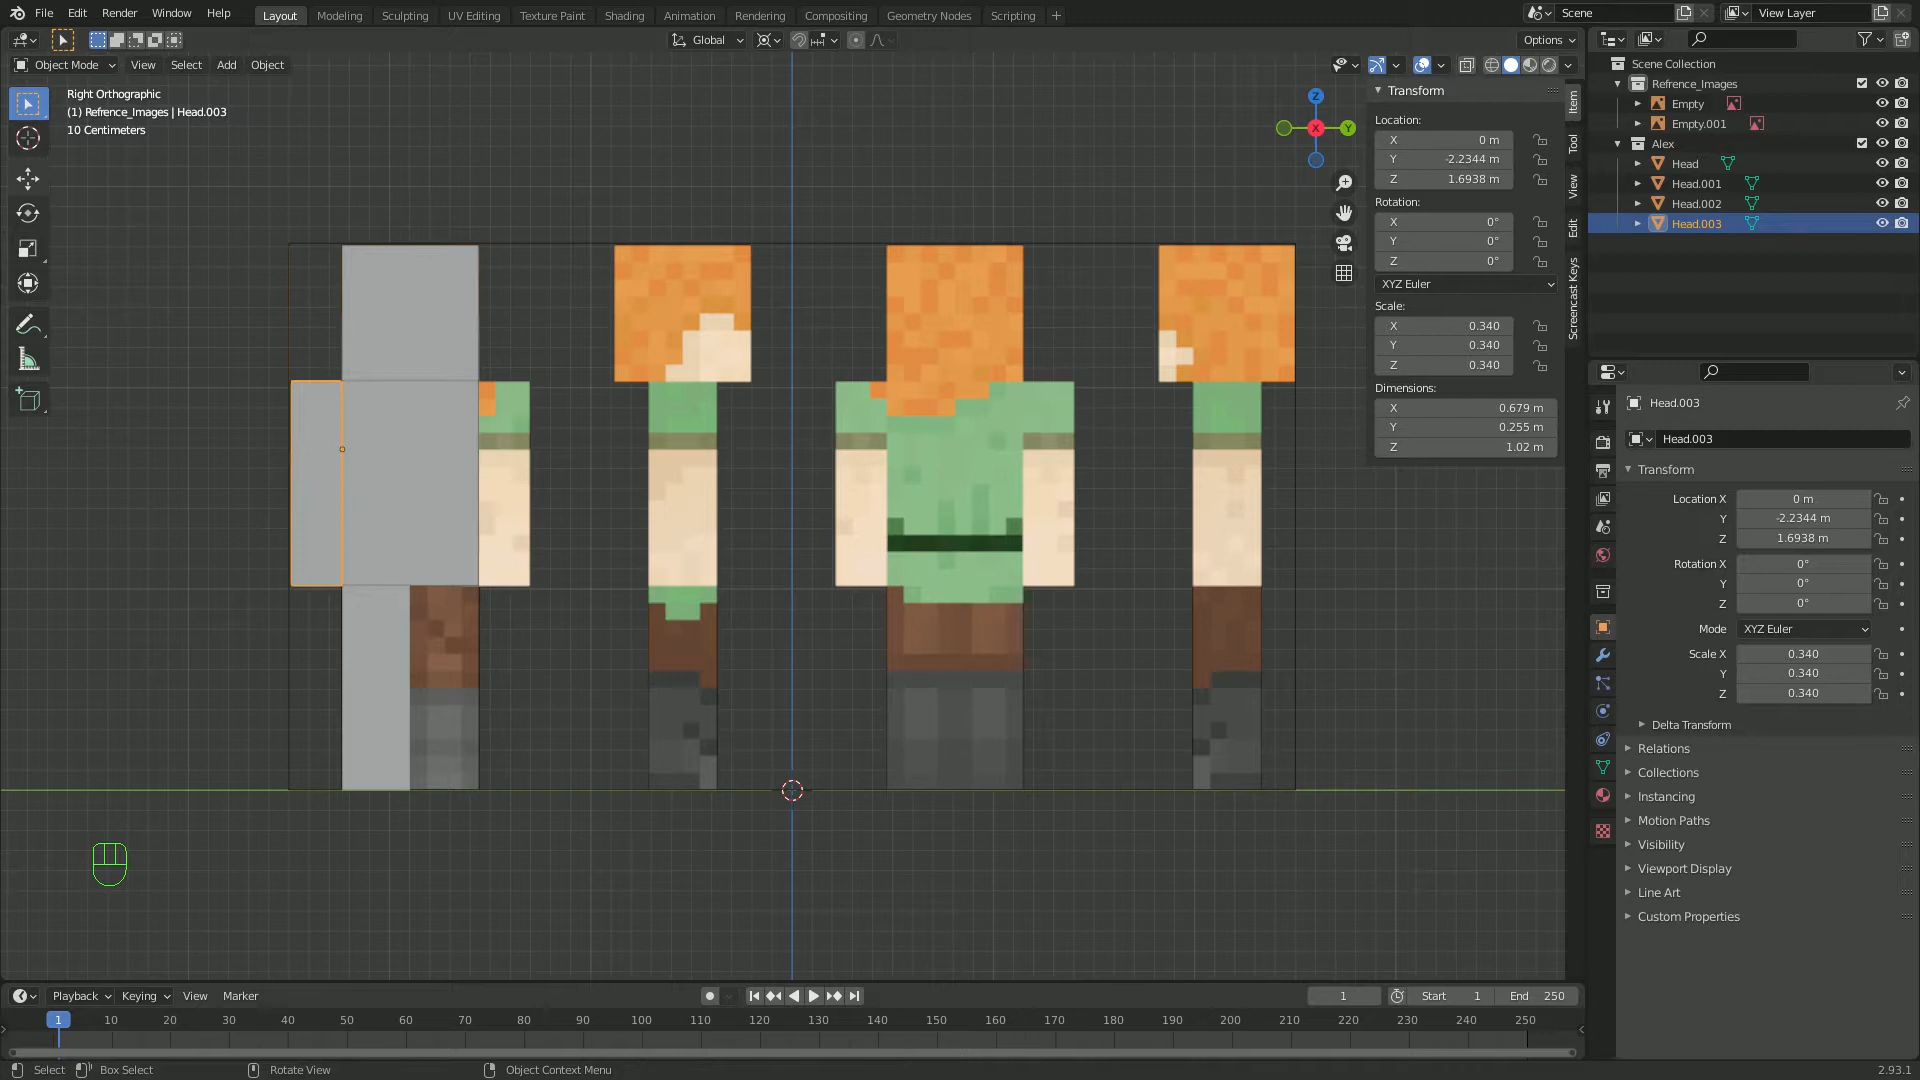 File Edit Render Window Help
Layout Modeling Sculpting UV Editing Texture Paint Shading Animation Rendering Compositing Geometry Nodes Scripting +
Scene
View Layer
Global
Options
Object Mode View Select Add Object
Right Orthographic
(1) Refrence_Images | Head.003
10 Centimeters
Z
X
Y
Transform
Location:
X 0 m
Y -2.2344 m
Z 1.6938 m
Rotation:
X 0°
Y 0°
Z 0°
XYZ Euler
Scale:
X 0.340
Y 0.340
Z 0.340
Dimensions:
X 0.679 m
Y 0.255 m
Z 1.02 m
Item
Tool
View
Edit
Screencast Keys
Scene Collection
Refrence_Images
Empty
Empty.001
Alex
Head
Head.001
Head.002
Head.003
Head.003
Head.003
Transform
Location X 0 m
Y -2.2344 m
Z 1.6938 m
Rotation X 0°
Y 0°
Z 0°
Mode XYZ Euler
Scale X 0.340
Y 0.340
Z 0.340
Delta Transform
Relations
Collections
Instancing
Motion Paths
Visibility
Viewport Display
Line Art
Custom Properties
Playback Keying View Marker
1 Start 1 End 250
1 10 20 30 40 50 60 70 80 90 100 110 120 130 140 150 160 170 180 190 200 210 220 230 240 250
Select Box Select Rotate View Object Context Menu 2.93.1